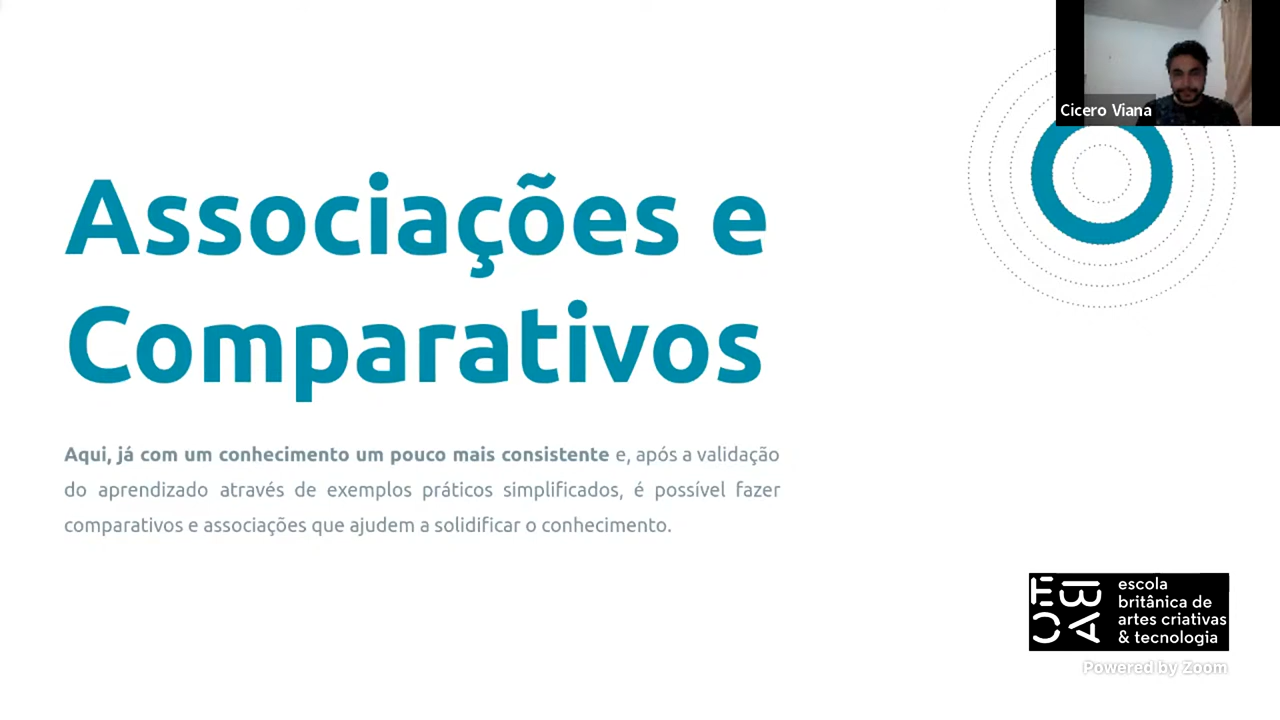 Cicero Viana
Associações e
Comparativos
Aqui, já com um conhecimento um pouco mais consistente e, após a validação
do aprendizado através de exemplos práticos simplificados, é possível fazer
comparativos e associações que ajudem a solidificar o conhecimento.
EBAC
escola
britânica de
artes criativas
& tecnologia
Powered by Zoom